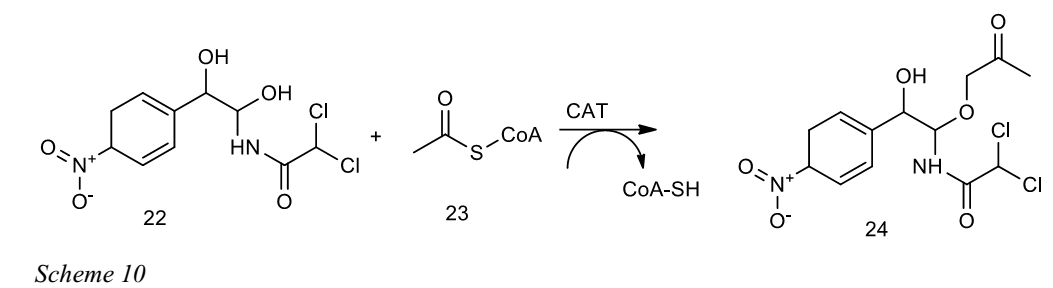 OH
OH
Cl
Cl
HN
O
O
N+
O-
22
+
O
S
CoA
23
CAT
CoA-SH
O
OH
O
Cl
Cl
NH
O
O
N+
O-
24
Scheme 10